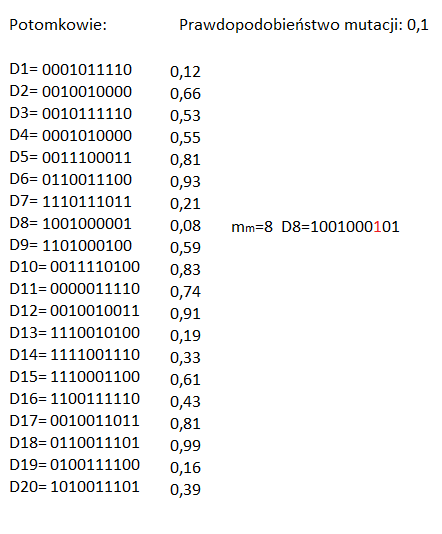 Potomkowie: Prawdopodobieństwo mutacji: 0,1
D1= 0001011110 0,12
D2= 0010010000 0,66
D3= 0010111110 0,53
D4= 0001010000 0,55
D5= 0011100011 0,81
D6= 0110011100 0,93
D7= 1110111011 0,21
D8= 1001000001 0,08 mm=8 D8=1001000101
D9= 1101000100 0,59
D10= 0011110100 0,83
D11= 0000011110 0,74
D12= 0010010011 0,91
D13= 1110010100 0,19
D14= 1111001110 0,33
D15= 1110001100 0,61
D16= 1100111110 0,43
D17= 0010011011 0,81
D18= 0110011101 0,99
D19= 0100111100 0,16
D20= 1010011101 0,39